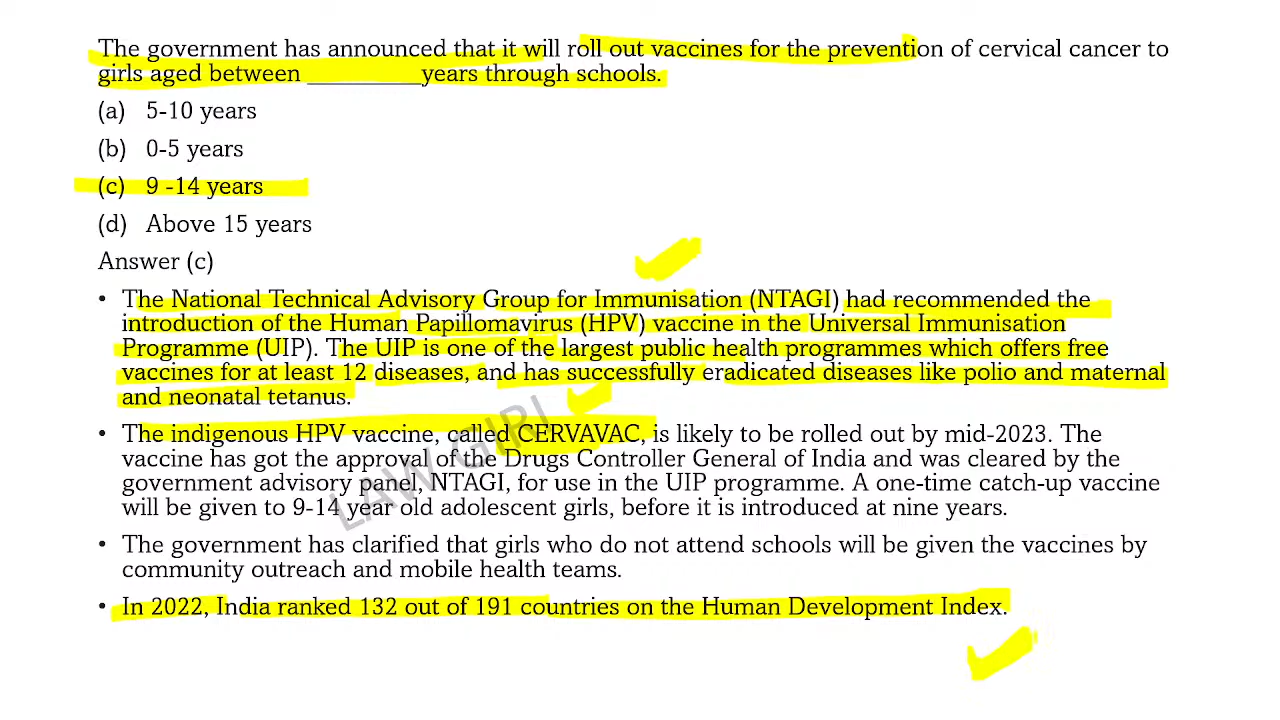 The government has announced that it will roll out vaccines for the prevention of cervical cancer to
girls aged between __________years through schools.
(a) 5-10 years
(b) 0-5 years
(c) 9 -14 years
(d) Above 15 years
Answer (c)
• The National Technical Advisory Group for Immunisation (NTAGI) had recommended the
introduction of the Human Papillomavirus (HPV) vaccine in the Universal Immunisation
Programme (UIP). The UIP is one of the largest public health programmes which offers free
vaccines for at least 12 diseases, and has successfully eradicated diseases like polio and maternal
and neonatal tetanus.
• The indigenous HPV vaccine, called CERVAVAC, is likely to be rolled out by mid-2023. The
vaccine has got the approval of the Drugs Controller General of India and was cleared by the
government advisory panel, NTAGI, for use in the UIP programme. A one-time catch-up vaccine
will be given to 9-14 year old adolescent girls, before it is introduced at nine years.
• The government has clarified that girls who do not attend schools will be given the vaccines by
community outreach and mobile health teams.
• In 2022, India ranked 132 out of 191 countries on the Human Development Index.
LAW GIRI